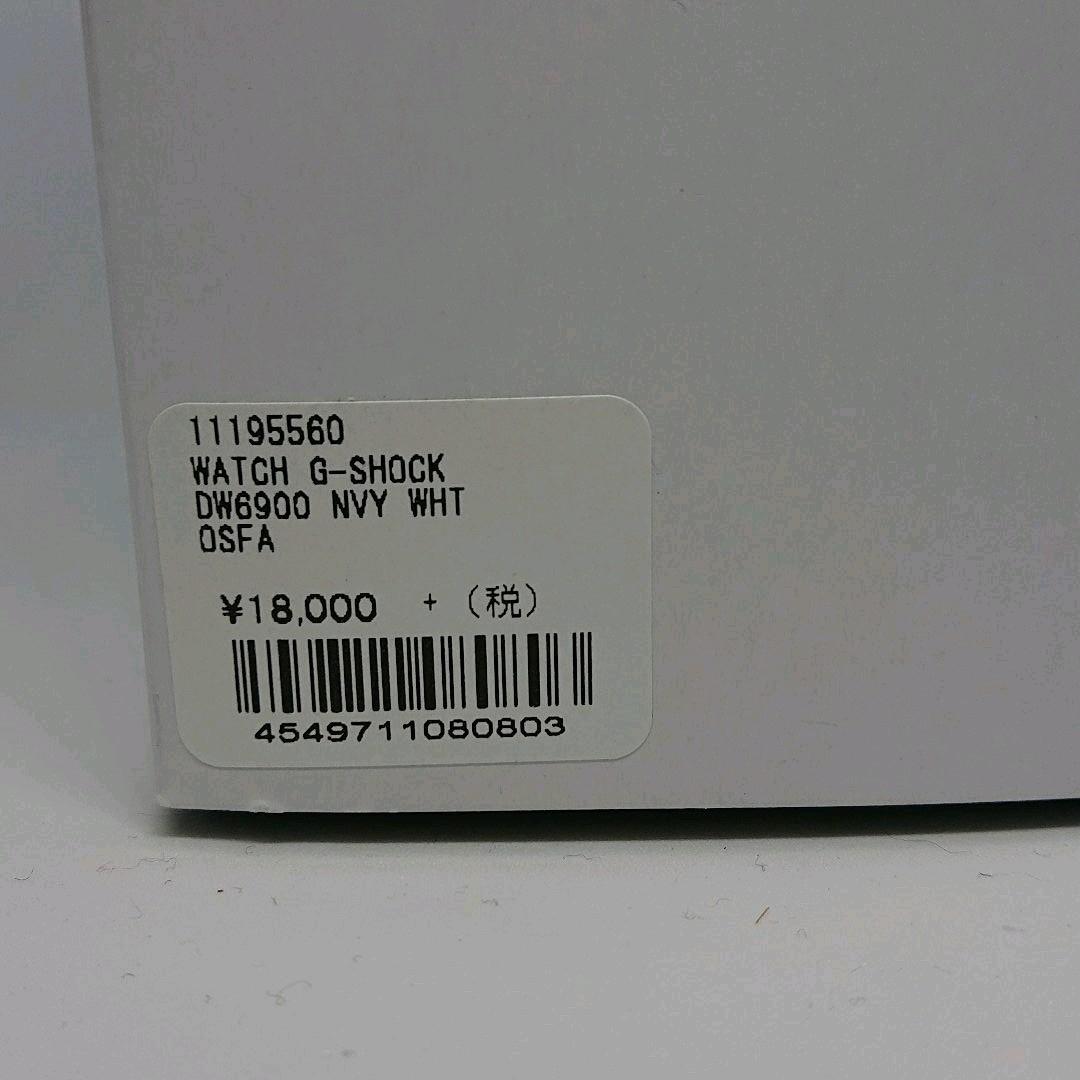 11195560
WATCH G-SHOCK
DW6900 NVY WHT
OSFA
¥18,000 + (税)
4549711080803